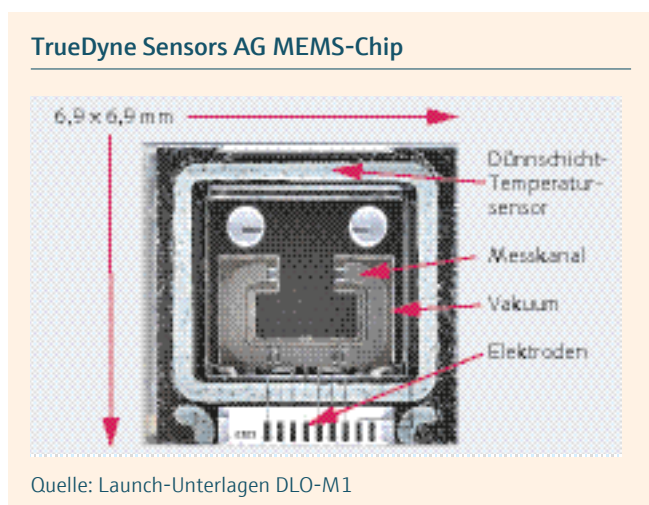 TrueDyne Sensors AG MEMS-Chip
6,9 × 6,9 mm
Dünnschicht-
Temperatur-
sensor
Messkanal
Vakuum
Elektroden
Quelle: Launch-Unterlagen DLO-M1